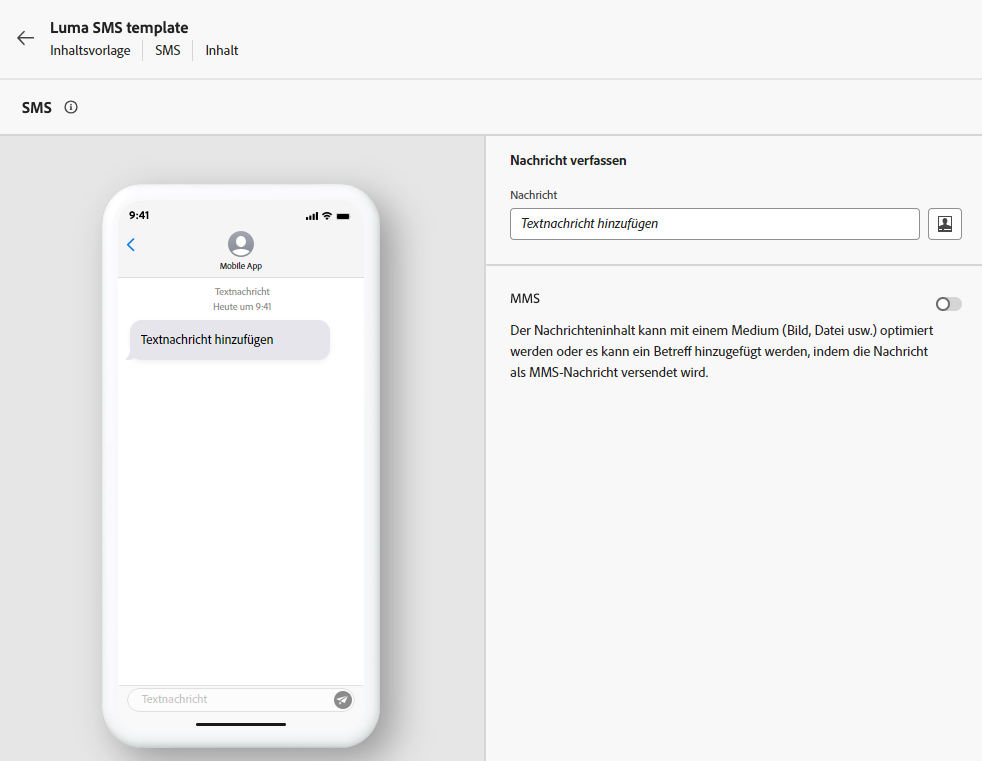 Luma SMS template
Inhaltsvorlage SMS Inhalt
SMS
9:41
Mobile App
Textnachricht
Heute um 9:41
Textnachricht hinzufügen
Textnachricht
Nachricht verfassen
Nachricht
Textnachricht hinzufügen
MMS
Der Nachrichteninhalt kann mit einem Medium (Bild, Datei usw.) optimiert
werden oder es kann ein Betreff hinzugefügt werden, indem die Nachricht
als MMS-Nachricht versendet wird.